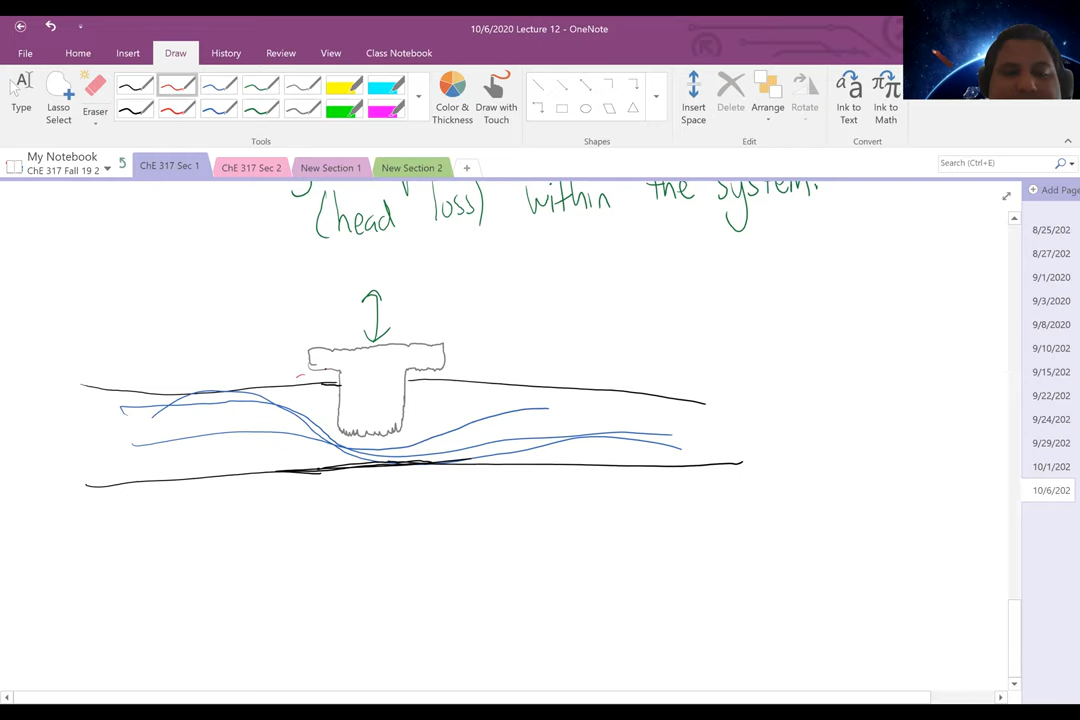 10/6/2020 Lecture 12 - OneNote
File Home Insert Draw History Review View Class Notebook
Type
Lasso Select
Eraser
Color & Thickness
Draw with Touch
Insert Space
Delete
Arrange
Rotate
Ink to Text
Ink to Math
Tools
Shapes
Edit
Convert
My Notebook
ChE 317 Fall 19 2
ChE 317 Sec 1
ChE 317 Sec 2
New Section 1
New Section 2
Search (Ctrl+E)
Add Page
(head loss) within the system.
8/25/202
8/27/202
9/1/2020
9/3/2020
9/8/2020
9/10/202
9/15/202
9/22/202
9/24/202
9/29/202
10/1/202
10/6/202